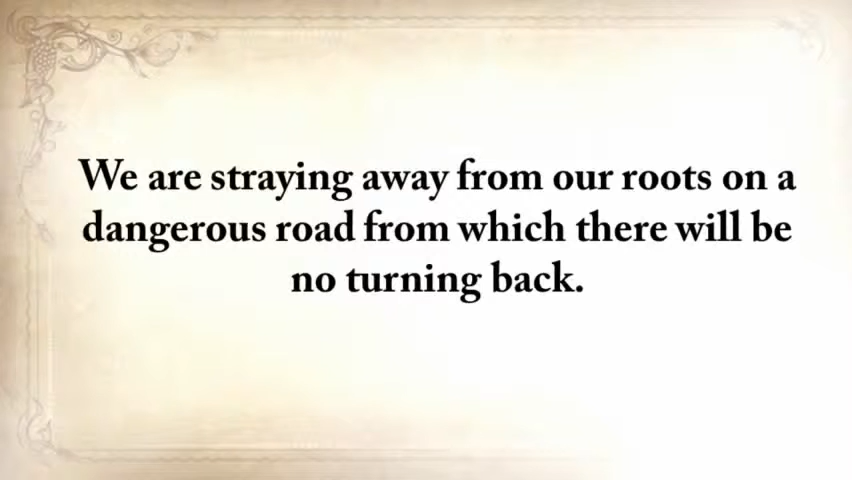 We are straying away from our roots on a
dangerous road from which there will be
no turning back.